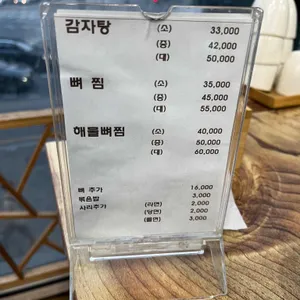 감자탕 (소) 33,000
(중) 42,000
(대) 50,000
뼈 찜 (소) 35,000
(중) 45,000
(대) 55,000
해물뼈찜 (소) 40,000
(중) 50,000
(대) 60,000
뼈 추가 16,000
볶음밥 3,000
사리추가 (라면) 2,000
(당면) 2,000
(쫄면) 3,000